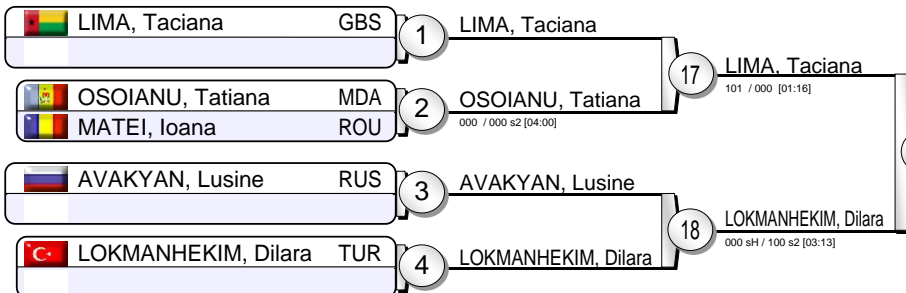 LIMA, Taciana GBS
1
LIMA, Taciana
17
LIMA, Taciana
101 / 000 [01:16]
OSOIANU, Tatiana MDA
MATEI, Ioana ROU
2
OSOIANU, Tatiana
000 / 000 s2 [04:00]
AVAKYAN, Lusine RUS
3
AVAKYAN, Lusine
18
LOKMANHEKIM, Dilara
000 sH / 100 s2 [03:13]
LOKMANHEKIM, Dilara TUR
4
LOKMANHEKIM, Dilara